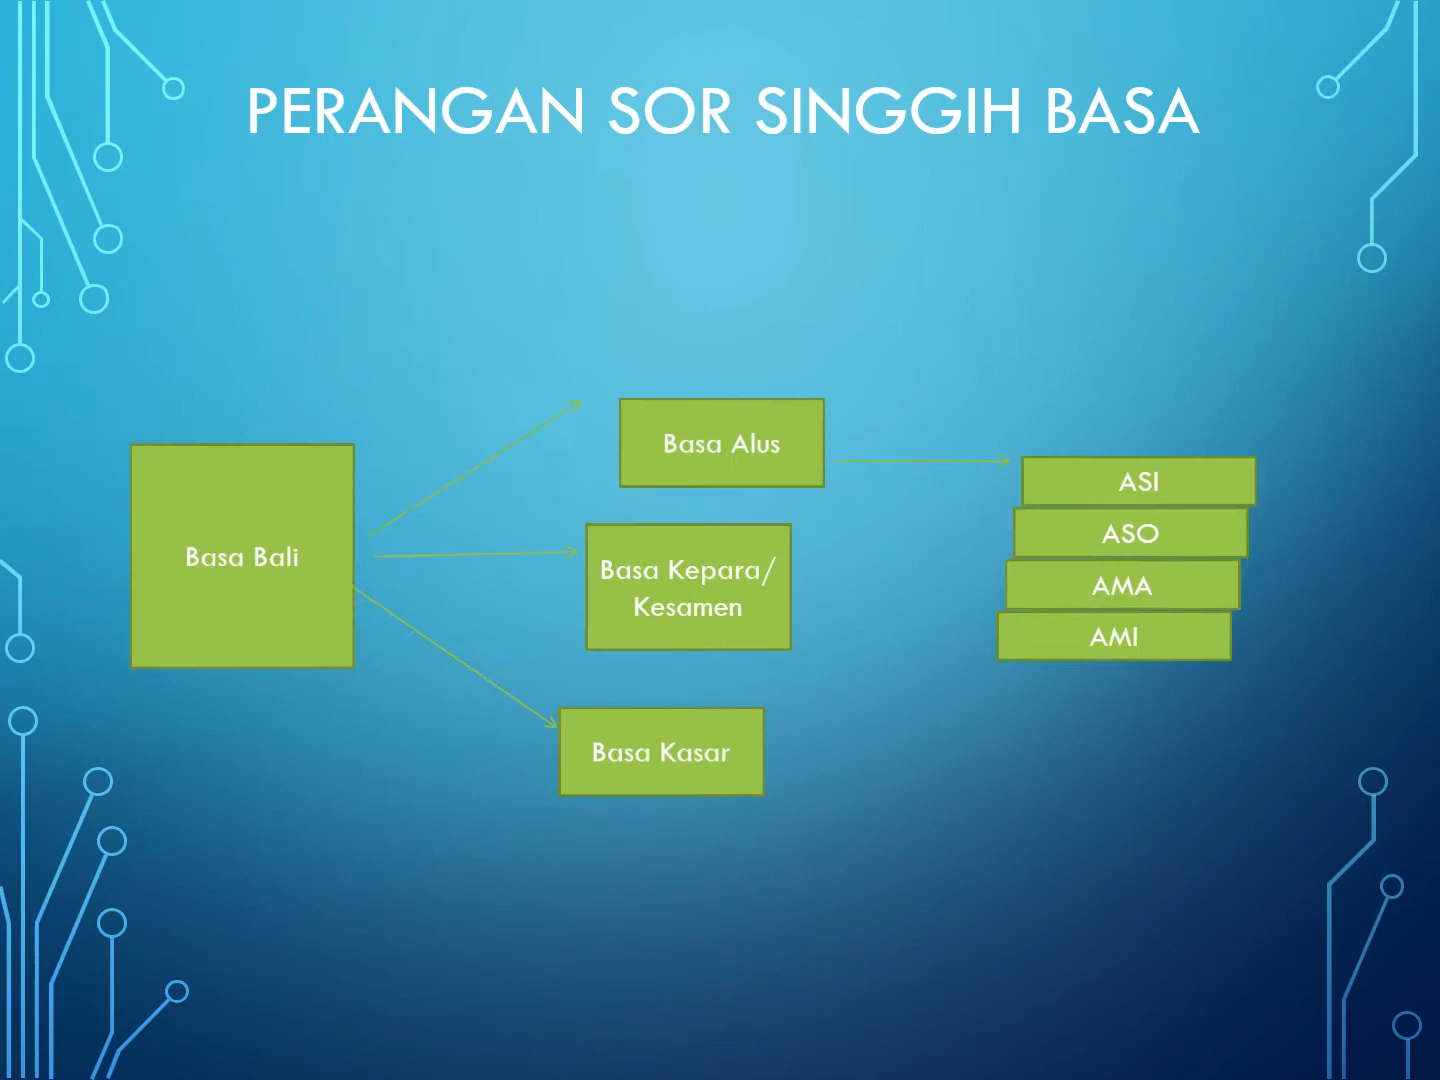 PERANGAN SOR SINGGIH BASA
Basa Bali
Basa Alus
Basa Kepara/
Kesamen
Basa Kasar
ASI
ASO
AMA
AMI